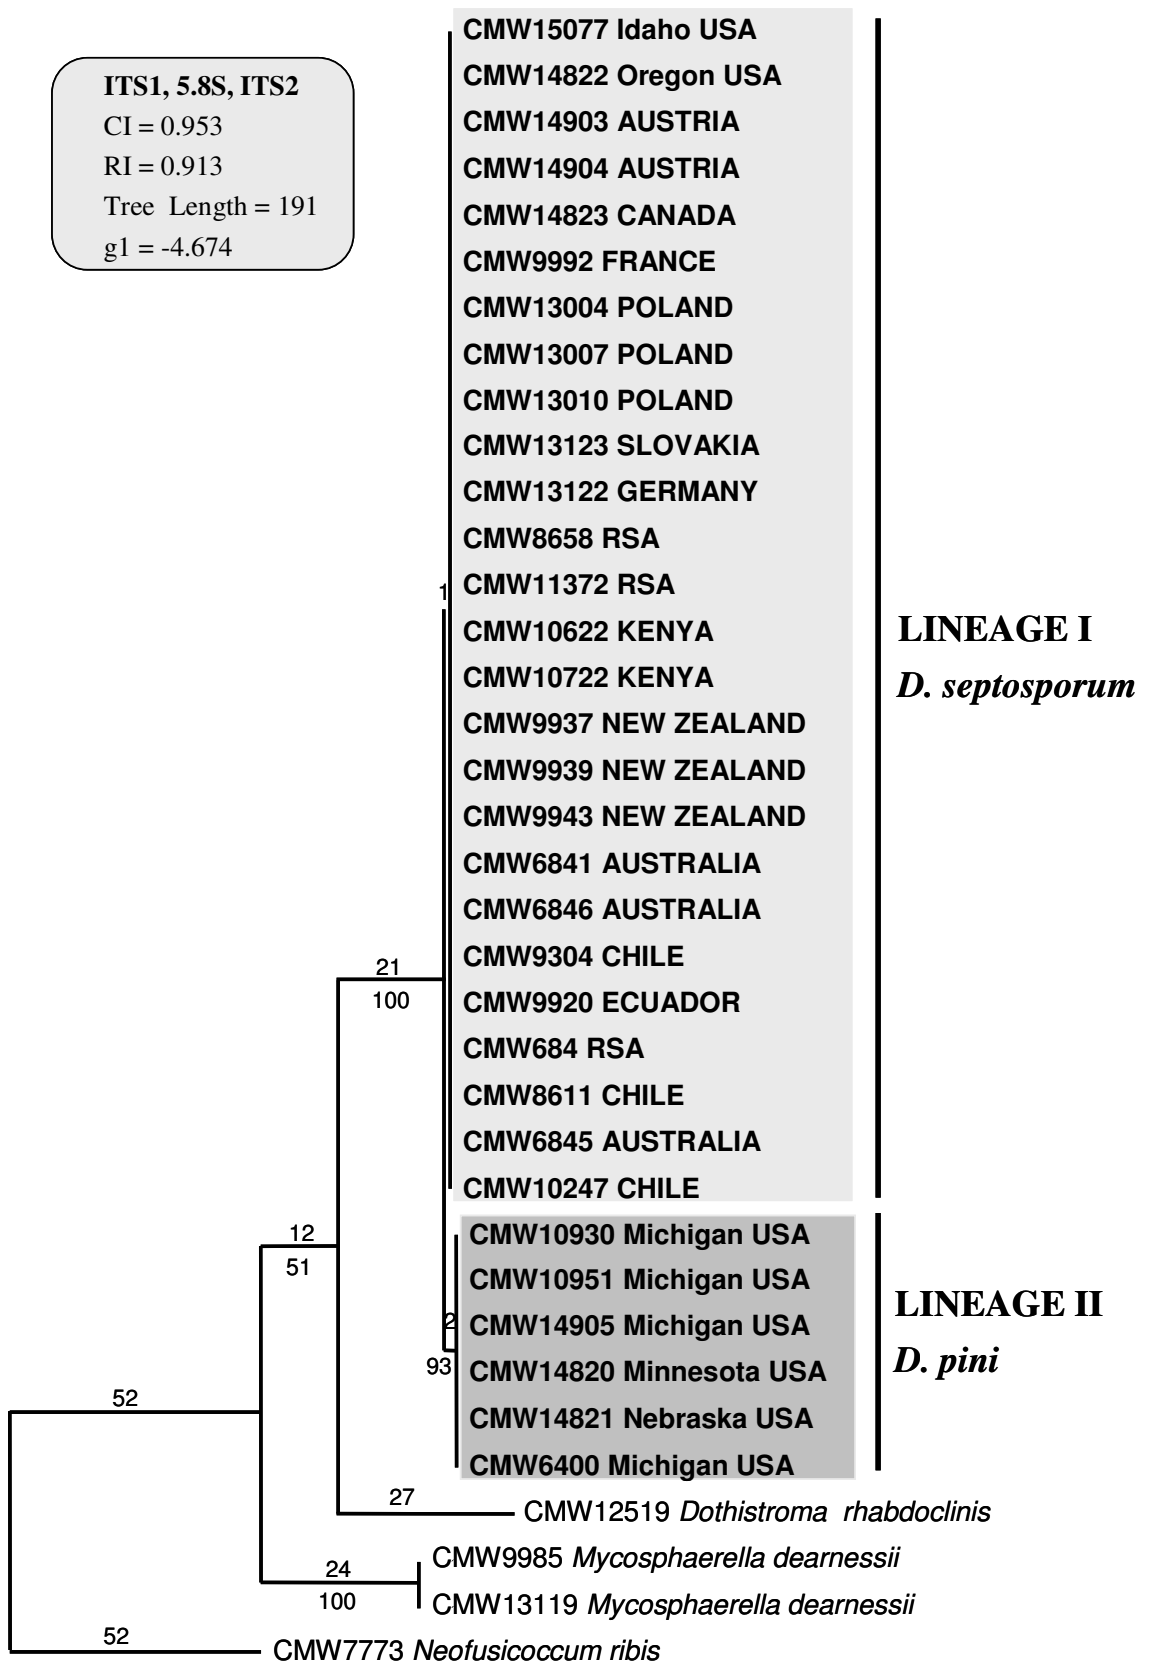 ITS1, 5.8S, ITS2
CI = 0.953
RI = 0.913
Tree Length = 191
g1 = -4.674
CMW15077 Idaho USA
CMW14822 Oregon USA
CMW14903 AUSTRIA
CMW14904 AUSTRIA
CMW14823 CANADA
CMW9992 FRANCE
CMW13004 POLAND
CMW13007 POLAND
CMW13010 POLAND
CMW13123 SLOVAKIA
CMW13122 GERMANY
CMW8658 RSA
CMW11372 RSA
1
CMW10622 KENYA
CMW10722 KENYA
CMW9937 NEW ZEALAND
CMW9939 NEW ZEALAND
CMW9943 NEW ZEALAND
CMW6841 AUSTRALIA
CMW6846 AUSTRALIA
CMW9304 CHILE
CMW9920 ECUADOR
CMW684 RSA
CMW8611 CHILE
CMW6845 AUSTRALIA
CMW10247 CHILE
LINEAGE I
D. septosporum
21
100
CMW10930 Michigan USA
CMW10951 Michigan USA
CMW14905 Michigan USA
CMW14820 Minnesota USA
CMW14821 Nebraska USA
CMW6400 Michigan USA
LINEAGE II
D. pini
2
93
12
51
52
27
CMW12519 Dothistroma rhabdoclinis
CMW9985 Mycosphaerella dearnessii
24
100
CMW13119 Mycosphaerella dearnessii
52
CMW7773 Neofusicoccum ribis